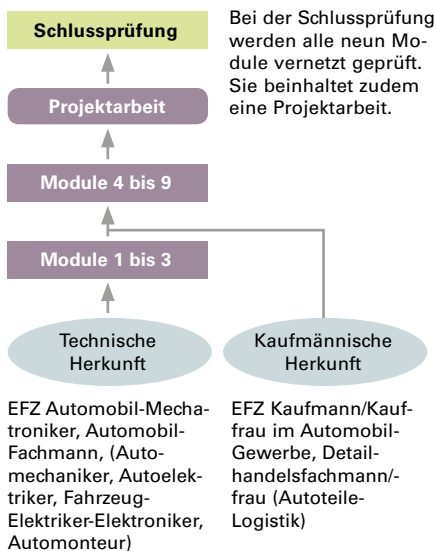 Schlussprüfung
Bei der Schlussprüfung
werden alle neun Mo-
dule vernetzt geprüft.
Sie beinhaltet zudem
eine Projektarbeit.
Projektarbeit
Module 4 bis 9
Module 1 bis 3
Technische
Herkunft
Kaufmännische
Herkunft
EFZ Automobil-Mecha-
troniker, Automobil-
Fachmann, (Auto-
mechaniker, Autoelek-
triker, Fahrzeug-
Elektriker-Elektroniker,
Automonteur)
EFZ Kaufmann/Kauf-
frau im Automobil-
Gewerbe, Detail-
handelsfachmann/-
frau (Autoteile-
Logistik)